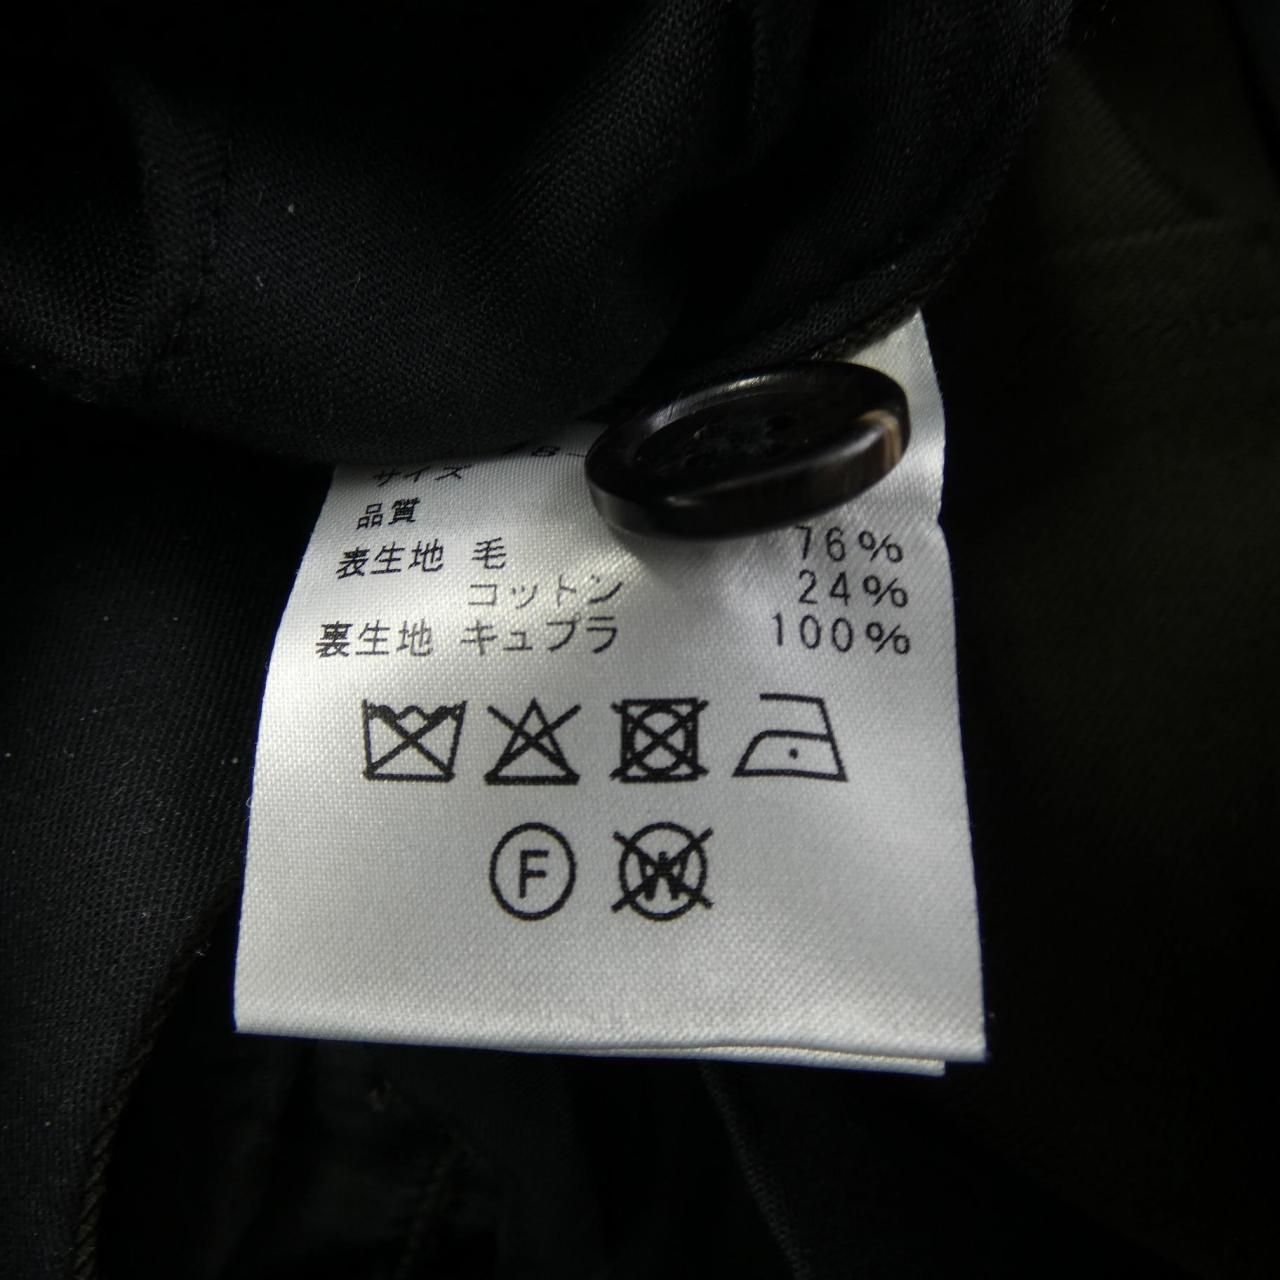 サイズ
品質
表生地 毛 76%
コットン 24%
裏生地 キュプラ 100%
F
W